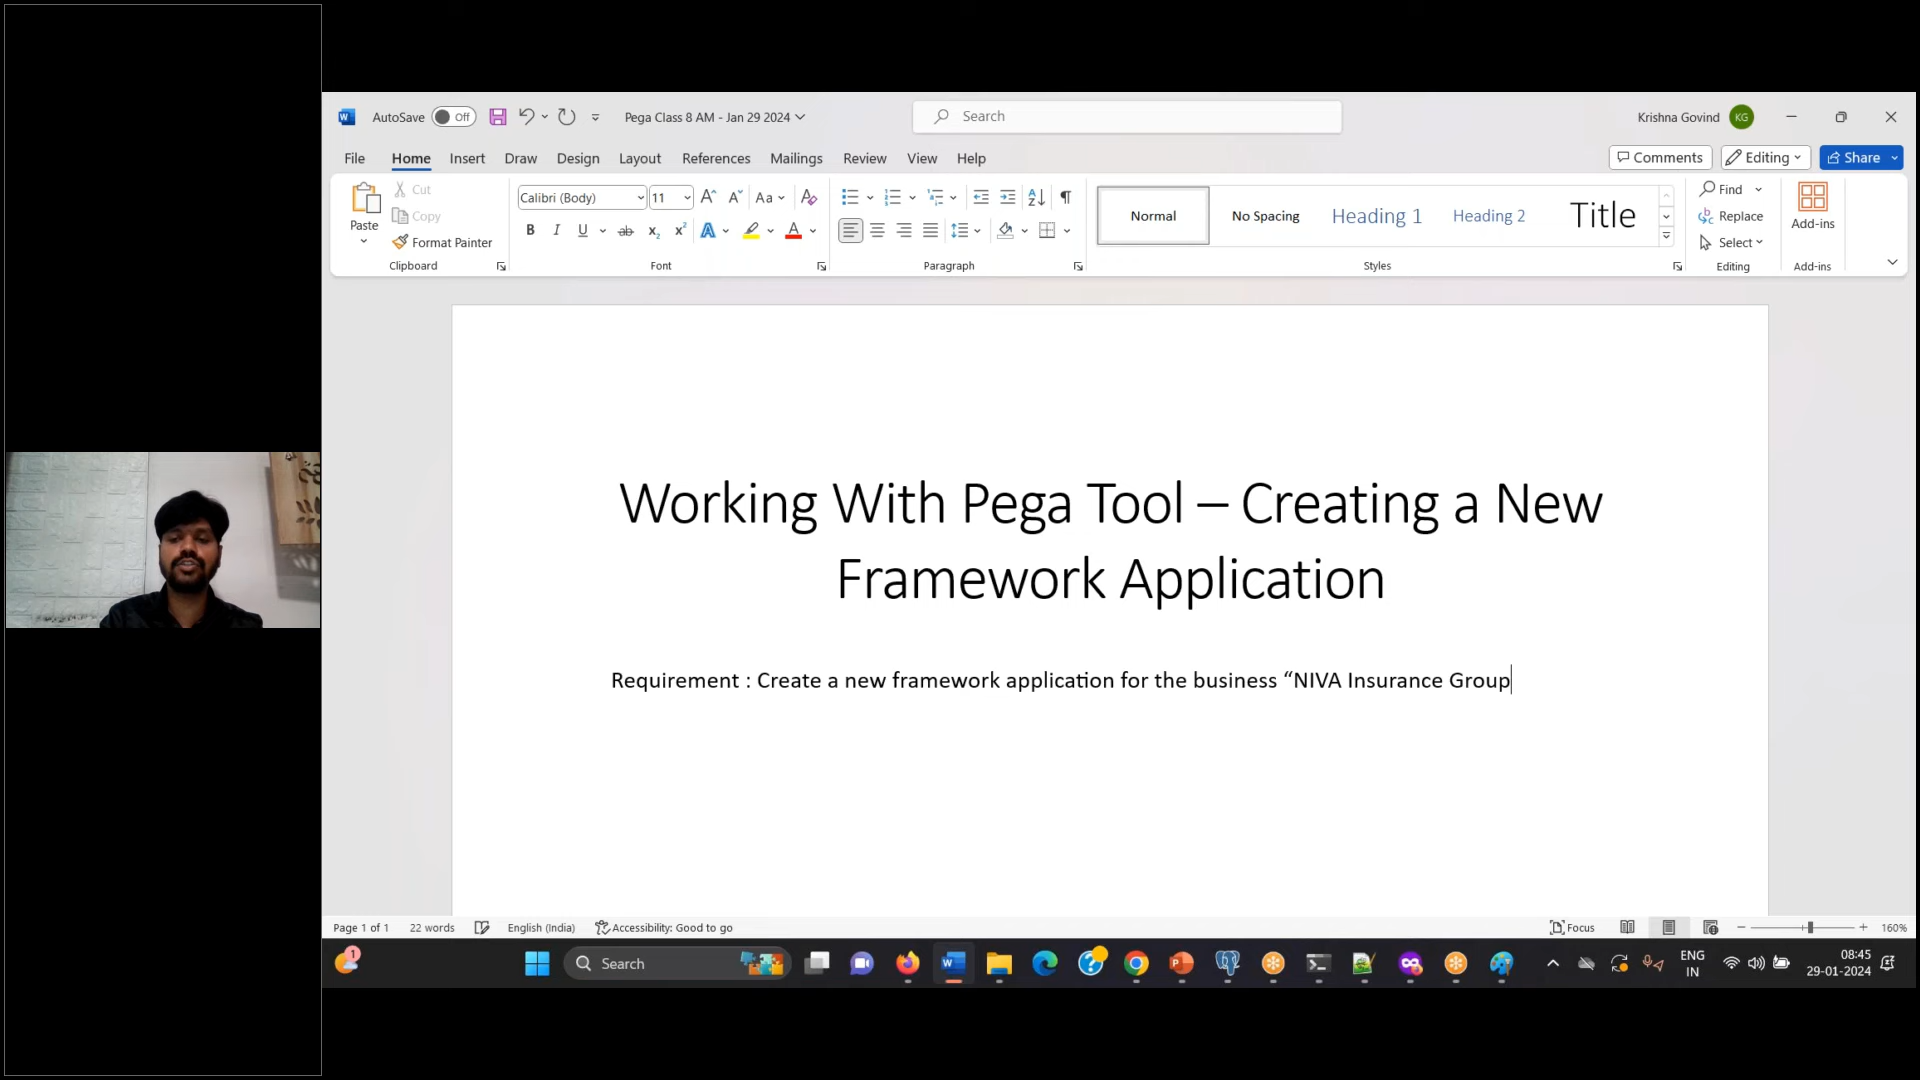 AutoSave Off Pega Class 8 AM - Jan 29 2024 Search Krishna Govind KG
File Home Insert Draw Design Layout References Mailings Review View Help Comments Editing Share
Paste Cut Copy Format Painter Clipboard
Calibri (Body) 11 Aa
B I U ab x₂ x² A A Font
Paragraph
Normal No Spacing Heading 1 Heading 2 Title Styles
Find Replace Select Editing
Add-ins Add-ins
Working With Pega Tool – Creating a New
Framework Application
Requirement : Create a new framework application for the business “NIVA Insurance Group
Page 1 of 1 22 words English (India) Accessibility: Good to go Focus 160%
1 Search ENG IN 08:45 29-01-2024